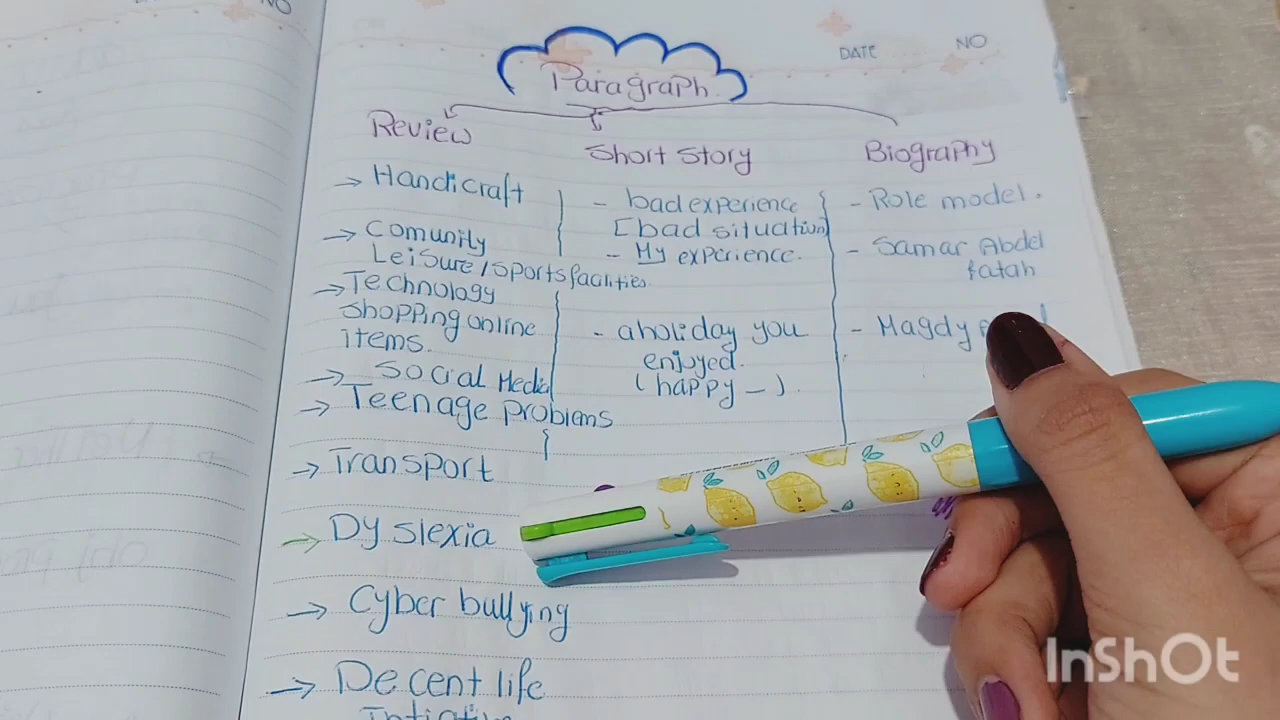 NO
DATE
NO
Paragraph
Review
Handicraft
Comunity
Leisure/sports facilities.
Technology
shopping online
items.
Social Media
Teenage problems
Transport
Dyslexia
Cyber bullying
Decent life
Short Story
- bad experience
[bad situation]
- My experience.
- a holiday you
enjoyed.
(happy -).
Biography
- Role model.
- Samar Abdel
fatah
- Magdy
InShOt